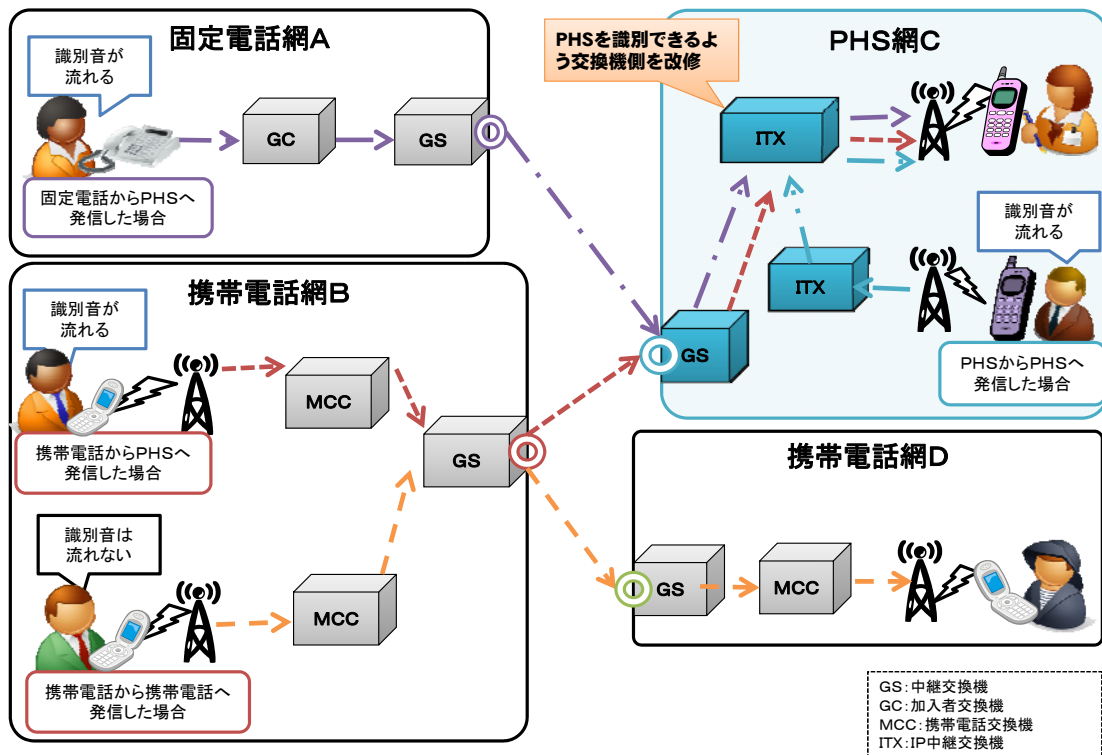 固定電話網A
識別音が
流れる
GC
GS
固定電話からPHSへ
発信した場合
PHSを識別できるよ
う交換機側を改修
PHS網C
ITX
識別音が
流れる
ITX
GS
PHSからPHSへ
発信した場合
携帯電話網B
識別音が
流れる
MCC
携帯電話からPHSへ
発信した場合
GS
識別音は
流れない
MCC
携帯電話から携帯電話へ
発信した場合
携帯電話網D
GS
MCC
GS:中継交換機
GC:加入者交換機
MCC:携帯電話交換機
ITX:IP中継交換機